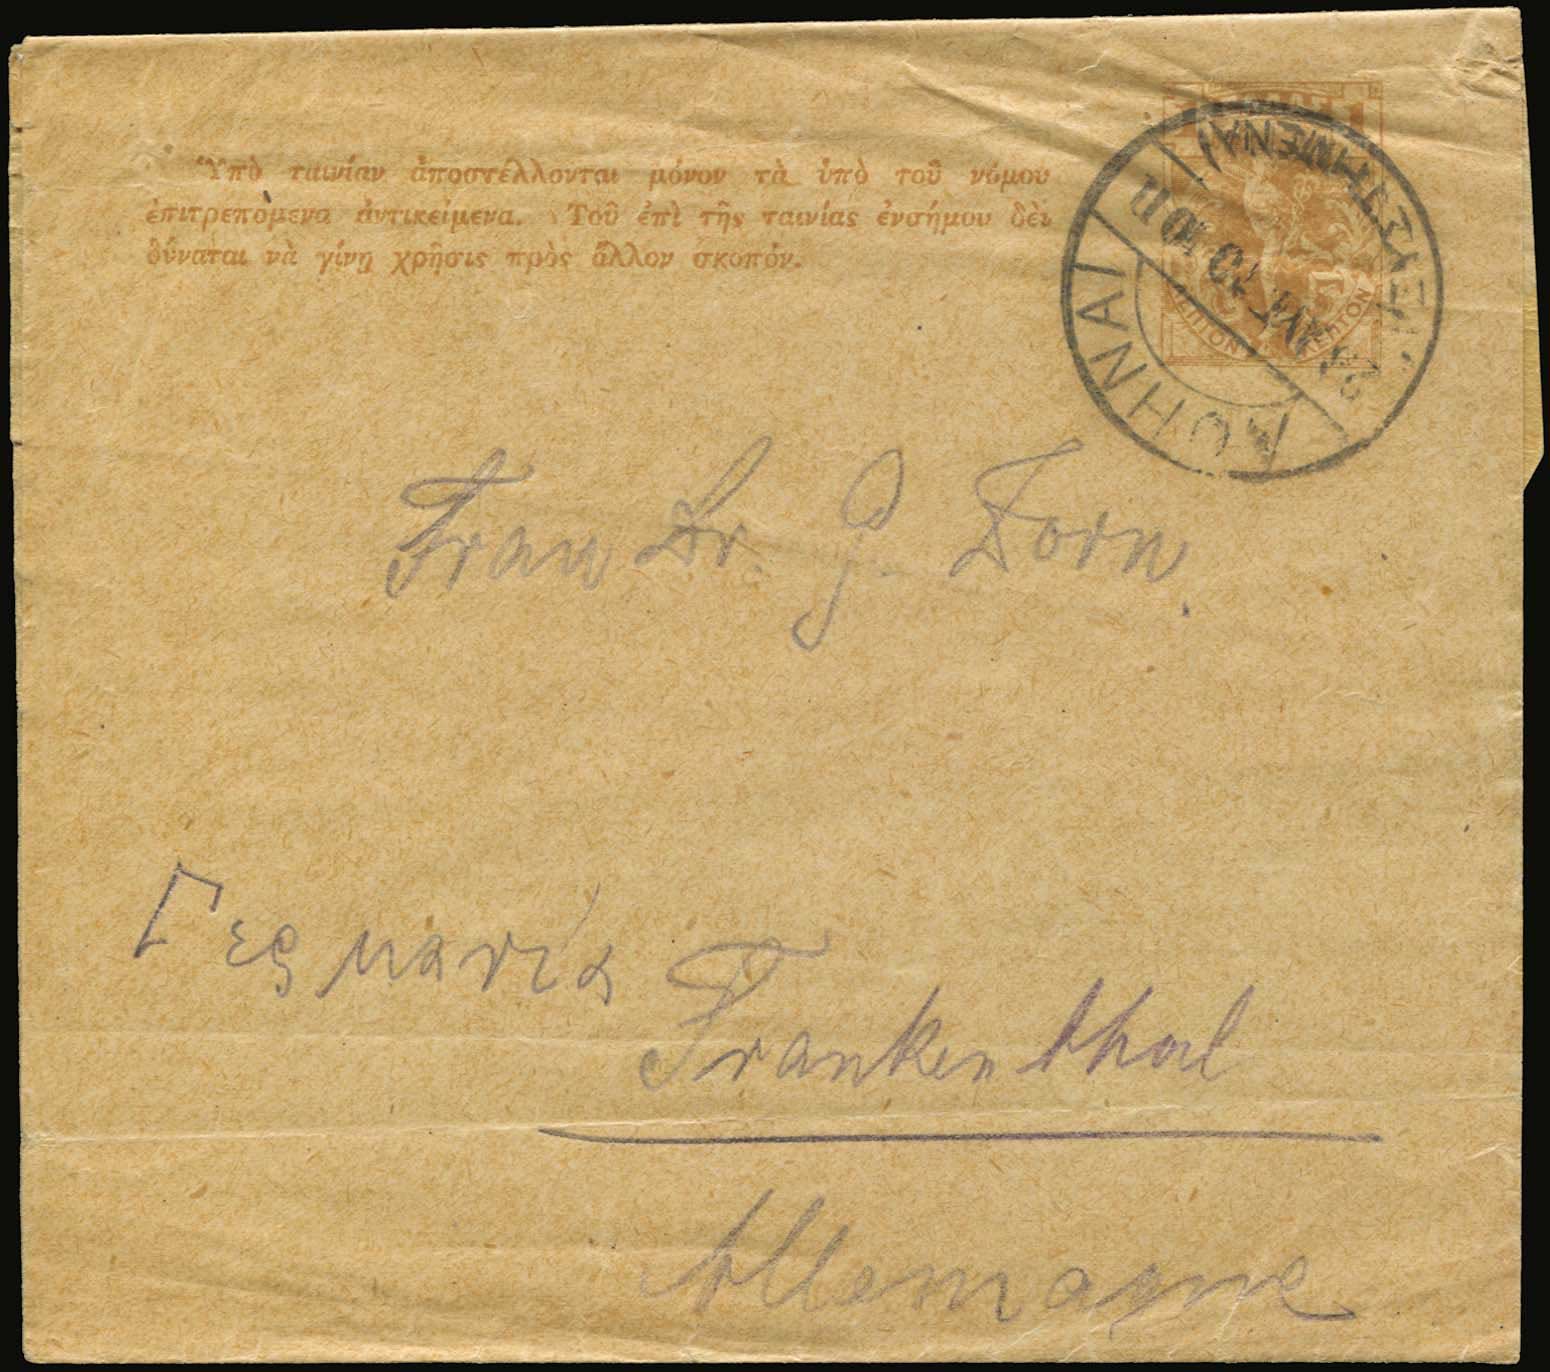 Ὑπὸ ταινίαν ἀποστέλλονται μόνον τὰ ὑπὸ τοῦ νόμου
ἐπιτρεπόμενα ἀντικείμενα. Τοῦ ἐπὶ τῆς ταινίας ἐνσήμου δὲν
δύναται νὰ γίνῃ χρῆσις πρὸς ἄλλον σκοπόν.
ΑΘΗΝΑΙ
Frau Dr. G. Dorn.
Γερμανία
Frankenthal
Allemagne